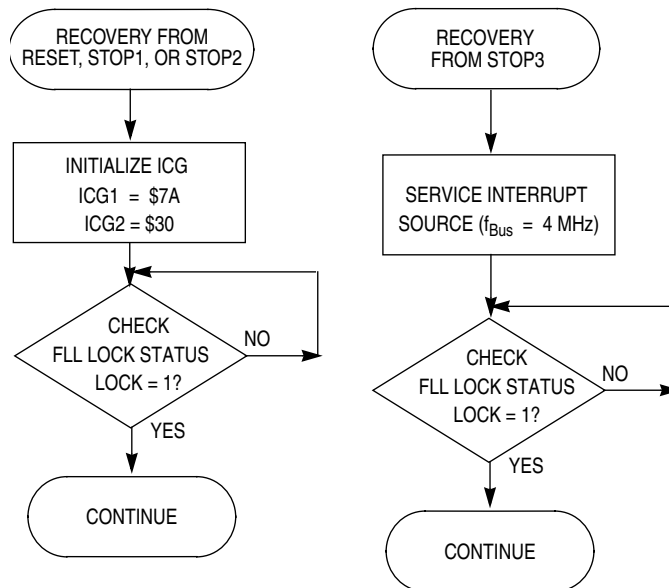 RECOVERY FROM
RESET, STOP1, OR STOP2
INITIALIZE ICG
ICG1 = $7A
ICG2 = $30
CHECK
FLL LOCK STATUS
LOCK = 1?
NO
YES
CONTINUE
RECOVERY
FROM STOP3
SERVICE INTERRUPT
SOURCE (fBus = 4 MHz)
CHECK
FLL LOCK STATUS
LOCK = 1?
NO
YES
CONTINUE